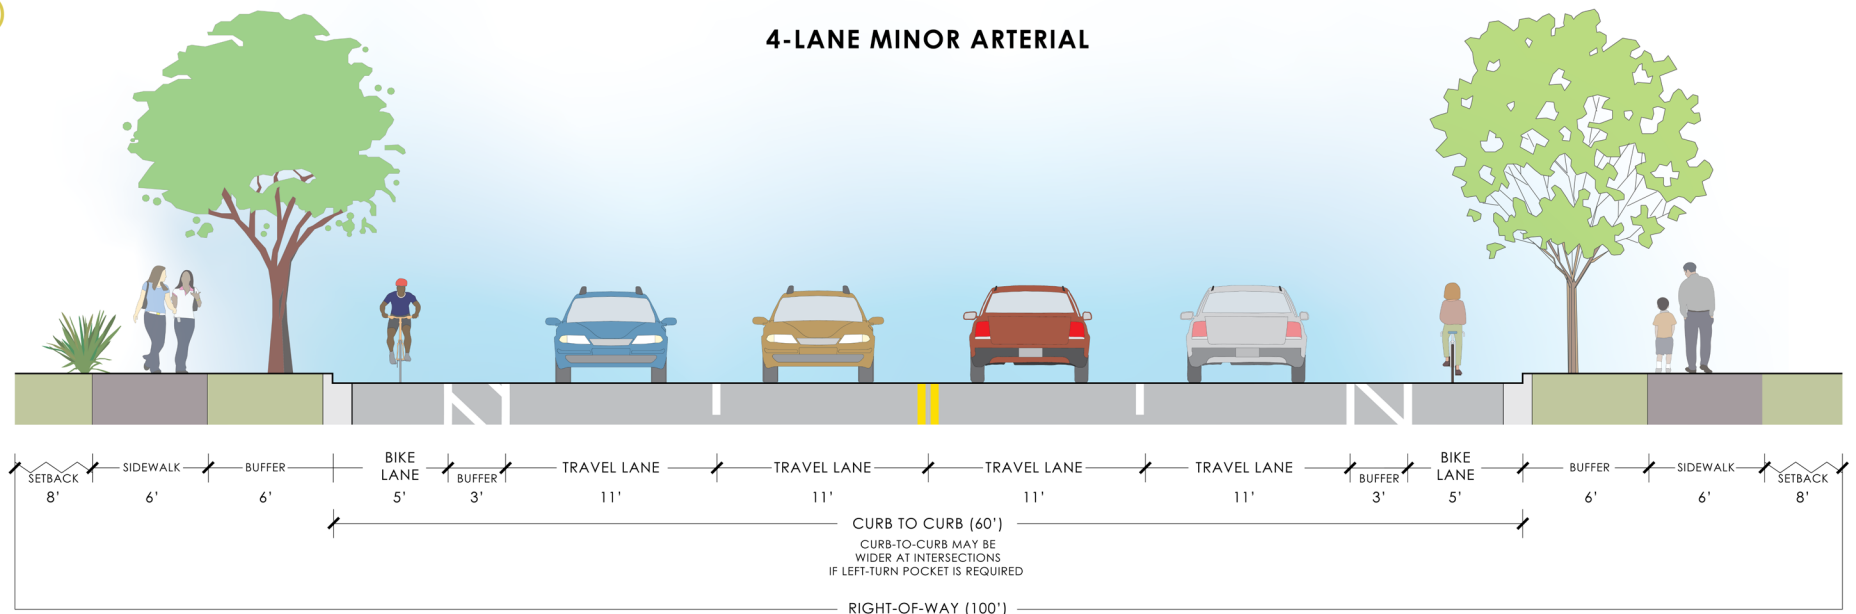 4-LANE MINOR ARTERIAL
SETBACK SIDEWALK BUFFER BIKE LANE BUFFER TRAVEL LANE TRAVEL LANE TRAVEL LANE TRAVEL LANE BUFFER BIKE LANE BUFFER SIDEWALK SETBACK
8' 6' 6' 5' 3' 11' 11' 11' 11' 3' 5' 6' 6' 8'
CURB TO CURB (60')
CURB-TO-CURB MAY BE
WIDER AT INTERSECTIONS
IF LEFT-TURN POCKET IS REQUIRED
RIGHT-OF-WAY (100')